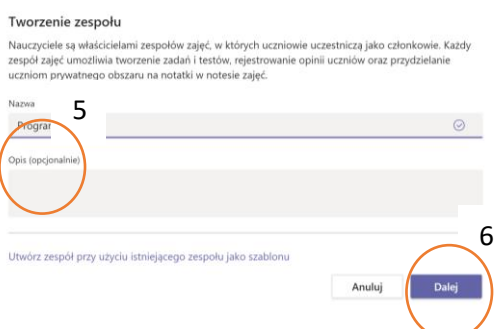 Tworzenie zespołu
Nauczyciele są właścicielami zespołów zajęć, w których uczniowie uczestniczą jako członkowie. Każdy
zespół zajęć umożliwia tworzenie zadań i testów, rejestrowanie opinii uczniów oraz przydzielanie
uczniom prywatnego obszaru na notatki w notesie zajęć.
Nazwa
5
Opis (opcjonalnie)
6
Utwórz zespół przy użyciu istniejącego zespołu jako szablonu
Anuluj
Dalej